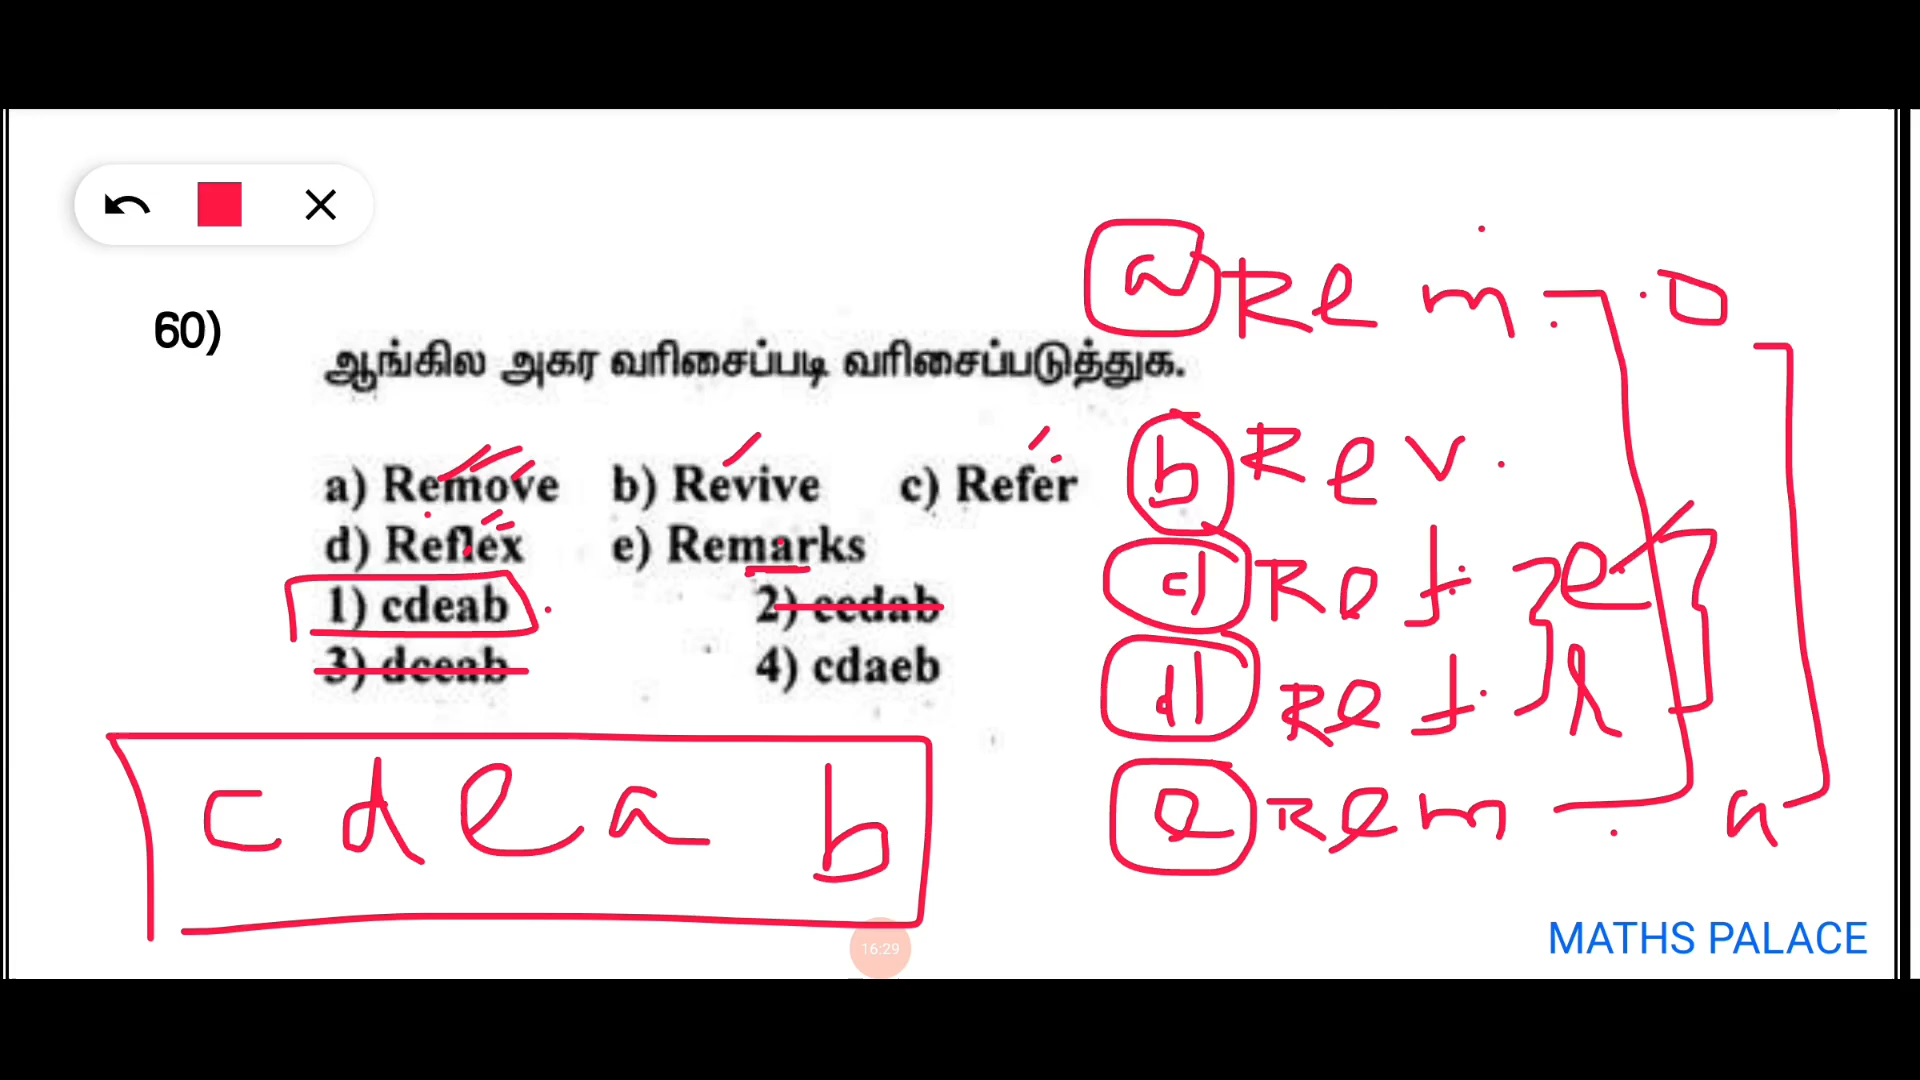 60)
ஆங்கில அகர வரிசைப்படி வரிசைப்படுத்துக.
a) Remove b) Revive c) Refer
d) Reflex e) Remarks
1) cdeab 2) cedab
3) dceab 4) cdaeb
c d e a b
a Rem o
b Rev
Ref e
d Ref l
e Rem a
16:29
MATHS PALACE